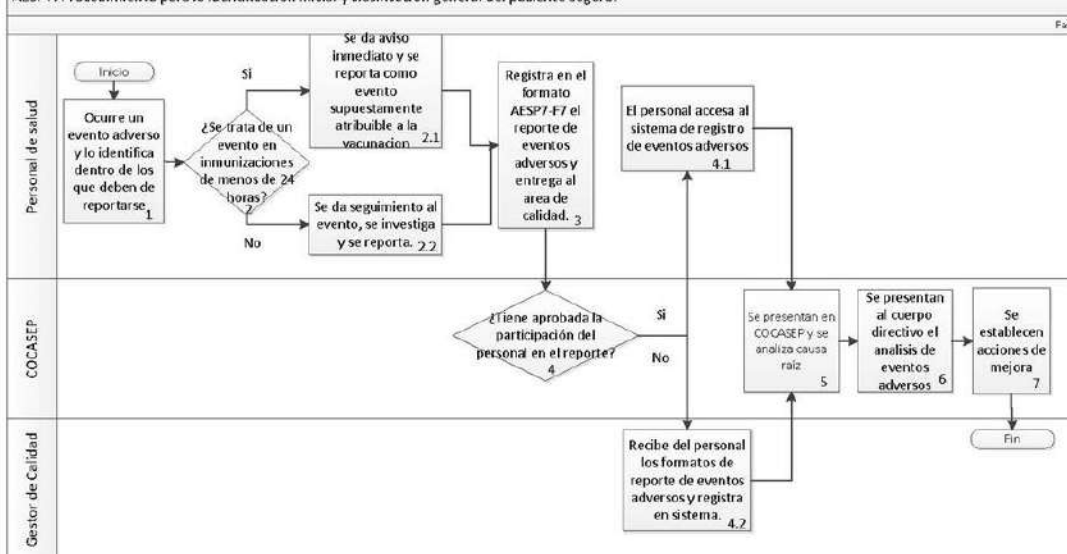 Personal de salud
Inicio
Ocurre un
evento adverso
y lo identifica
dentro de los
que deben de
reportarse
1
¿Se trata de un
evento en
inmunizaciones
de menos de 24
horas?
2
Si
No
Se da aviso
inmediato y se
reporta como
evento
supuestamente
atribuible a la
vacunacion
2.1
Se da seguimiento al
evento, se investiga
y se reporta.
2.2
Registra en el
formato
AESP7-F7 el
reporte de
eventos
adversos y
entrega al
area de
calidad.
3
El personal accesa al
sistema de registro
de eventos adversos
4.1
COCASEP
¿Tiene aprobada la
participación del
personal en el reporte?
4
Si
No
Se presentan en
COCASEP y se
analiza causa
raíz
5
Se presentan
al cuerpo
directivo el
analisis de
eventos
adversos
6
Se
establecen
acciones de
mejora
7
Fin
Gestor de Calidad
Recibe del personal
los formatos de
reporte de eventos
adversos y registra
en sistema.
4.2